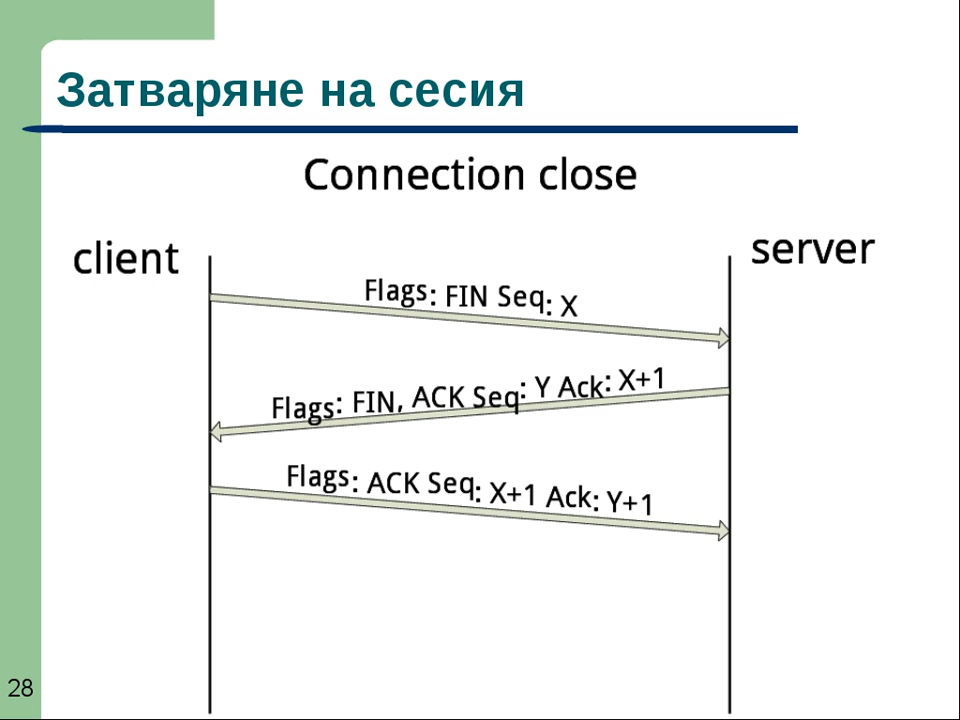 Затваряне на сесия
Connection close
client
server
Flags: FIN Seq: X
Flags: FIN, ACK Seq: Y Ack: X+1
Flags: ACK Seq: X+1 Ack: Y+1
28